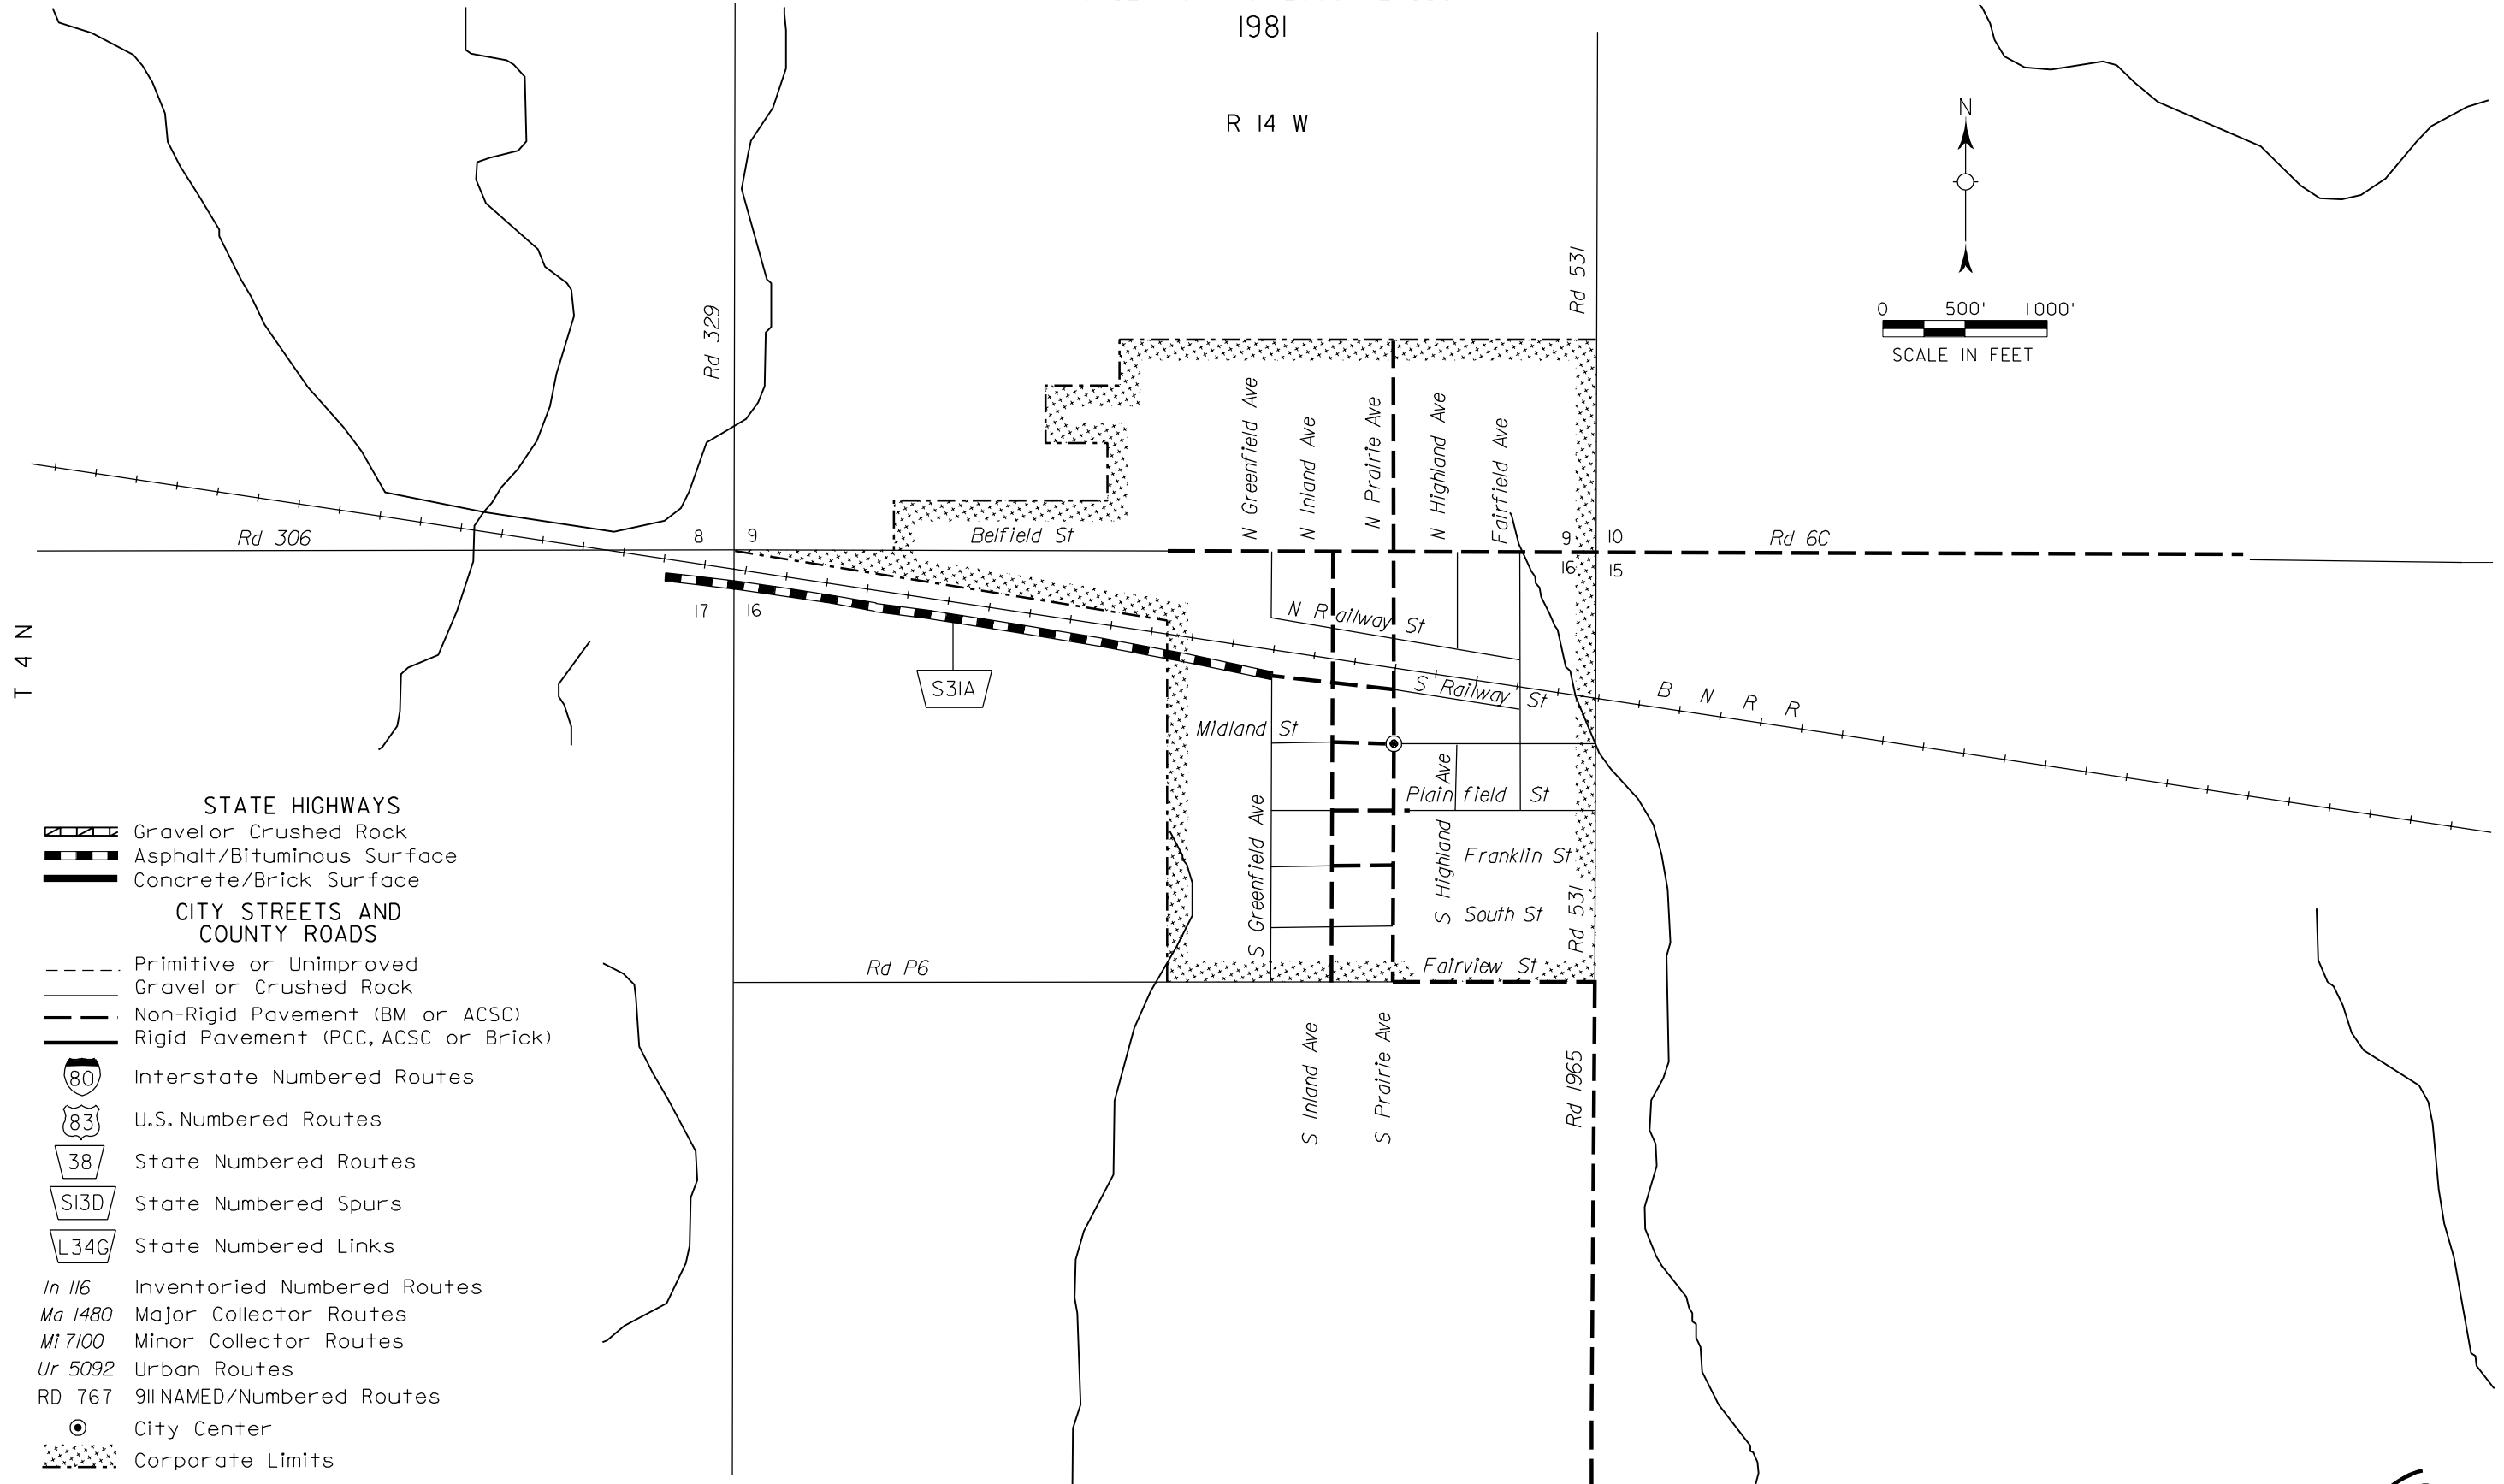 1981
R 14 W
N
0 500' 1000'
SCALE IN FEET
Rd 329
Rd 531
N Greenfield Ave
N Inland Ave
N Prairie Ave
N Highland Ave
Fairfield Ave
Rd 306
8 9
Belfield St
9 10
Rd 6C
17 16
16 15
T 4 N
N Railway St
S31A
S Railway St
B N R R
Midland St
S Highland Ave
Plainfield St
S Greenfield Ave
Franklin St
South St
Rd 531
Rd P6
Fairview St
S Inland Ave
S Prairie Ave
Rd 1965
STATE HIGHWAYS
Gravel or Crushed Rock
Asphalt/Bituminous Surface
Concrete/Brick Surface
CITY STREETS AND
COUNTY ROADS
Primitive or Unimproved
Gravel or Crushed Rock
Non-Rigid Pavement (BM or ACSC)
Rigid Pavement (PCC, ACSC or Brick)
80 Interstate Numbered Routes
83 U.S. Numbered Routes
38 State Numbered Routes
S13D State Numbered Spurs
L34G State Numbered Links
In 116 Inventoried Numbered Routes
Ma 1480 Major Collector Routes
Mi 7100 Minor Collector Routes
Ur 5092 Urban Routes
RD 767 911 NAMED/Numbered Routes
City Center
Corporate Limits